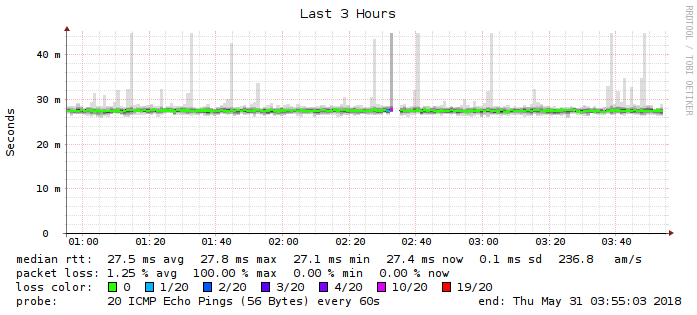 Last 3 Hours
RRDTOOL / TOBI OETIKER
Seconds
40 m
30 m
20 m
10 m
0
01:00 01:20 01:40 02:00 02:20 02:40 03:00 03:20 03:40
median rtt: 27.5 ms avg 27.8 ms max 27.1 ms min 27.4 ms now 0.1 ms sd 236.8 am/s
packet loss: 1.25 % avg 100.00 % max 0.00 % min 0.00 % now
loss color: 0 1/20 2/20 3/20 4/20 10/20 19/20
probe: 20 ICMP Echo Pings (56 Bytes) every 60s end: Thu May 31 03:55:03 2018